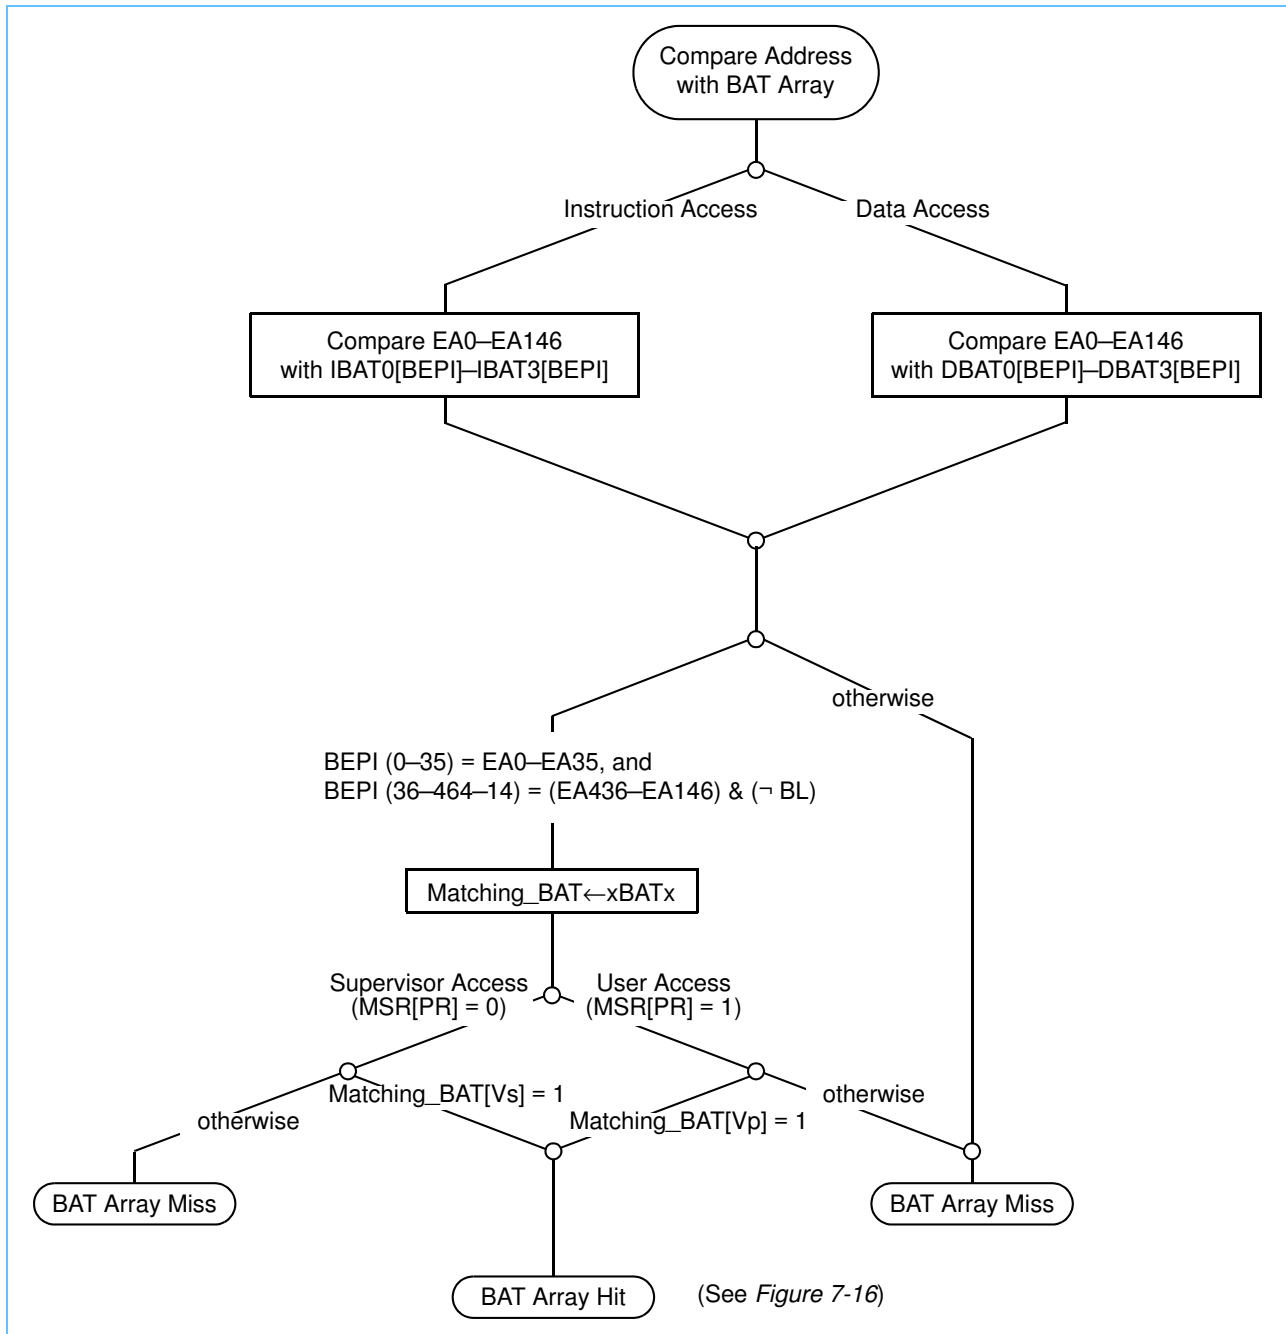 Compare Address
with BAT Array
Instruction Access
Data Access
Compare EA0–EA146
with IBAT0[BEPI]–IBAT3[BEPI]
Compare EA0–EA146
with DBAT0[BEPI]–DBAT3[BEPI]
otherwise
BEPI (0–35) = EA0–EA35, and
BEPI (36–464–14) = (EA436–EA146) & (¬ BL)
Matching_BAT←xBATx
Supervisor Access
(MSR[PR] = 0)
User Access
(MSR[PR] = 1)
Matching_BAT[Vs] = 1
otherwise
otherwise
Matching_BAT[Vp] = 1
BAT Array Miss
BAT Array Miss
BAT Array Hit
(See Figure 7-16)